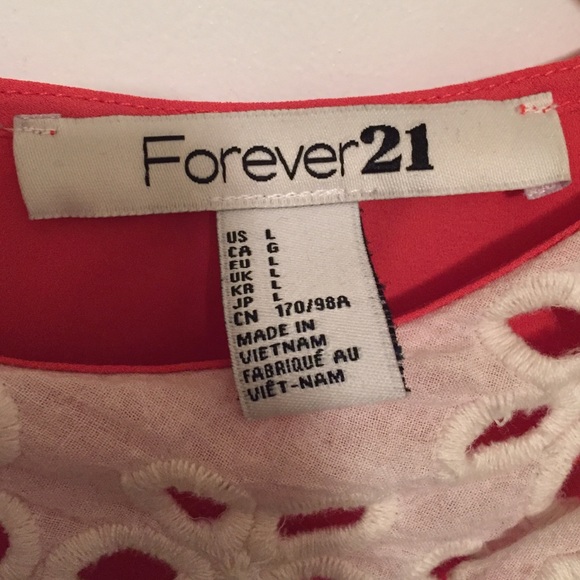 Forever21
US L
CA G
EU L
UK L
KR L
JP L
CN 170/98A
MADE IN
VIETNAM
FABRIQUÉ AU
VIÊT-NAM